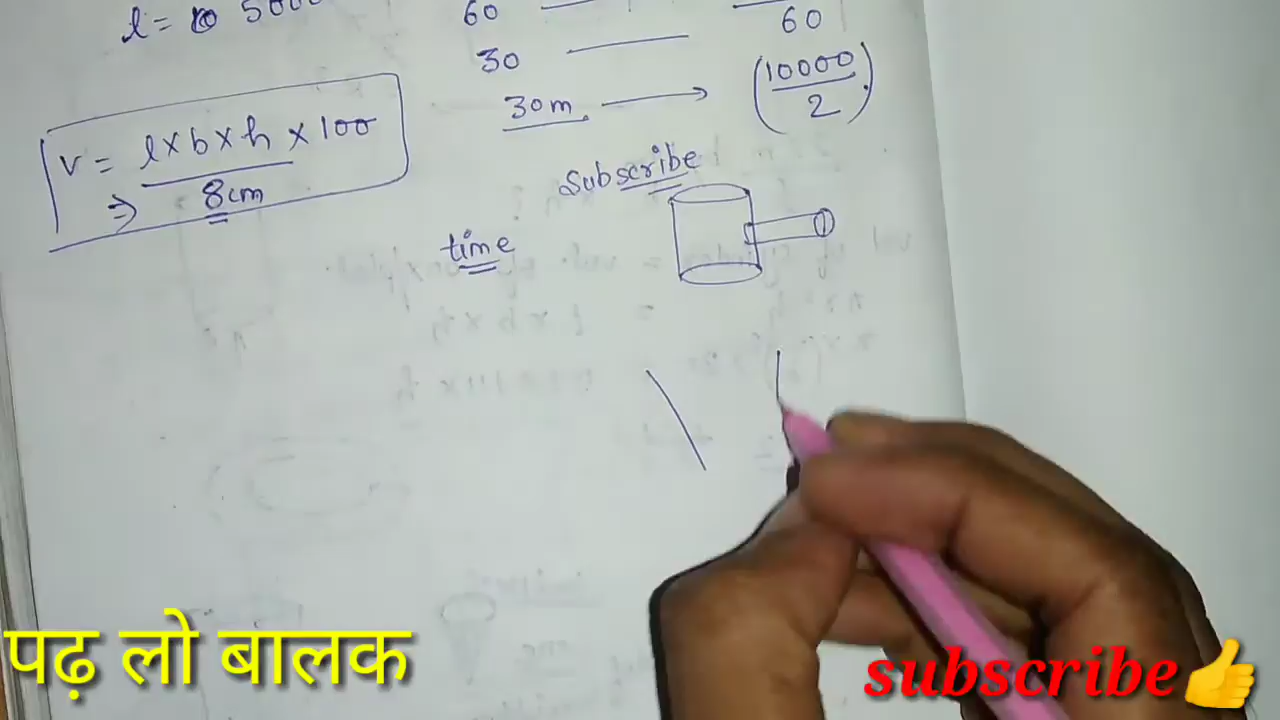 l = 5000
60
60
30
30m. → (10000/2)
V = l×b×h/8cm × 100
⇒
Subscribe
time
पढ़ लो बालक
subscribe